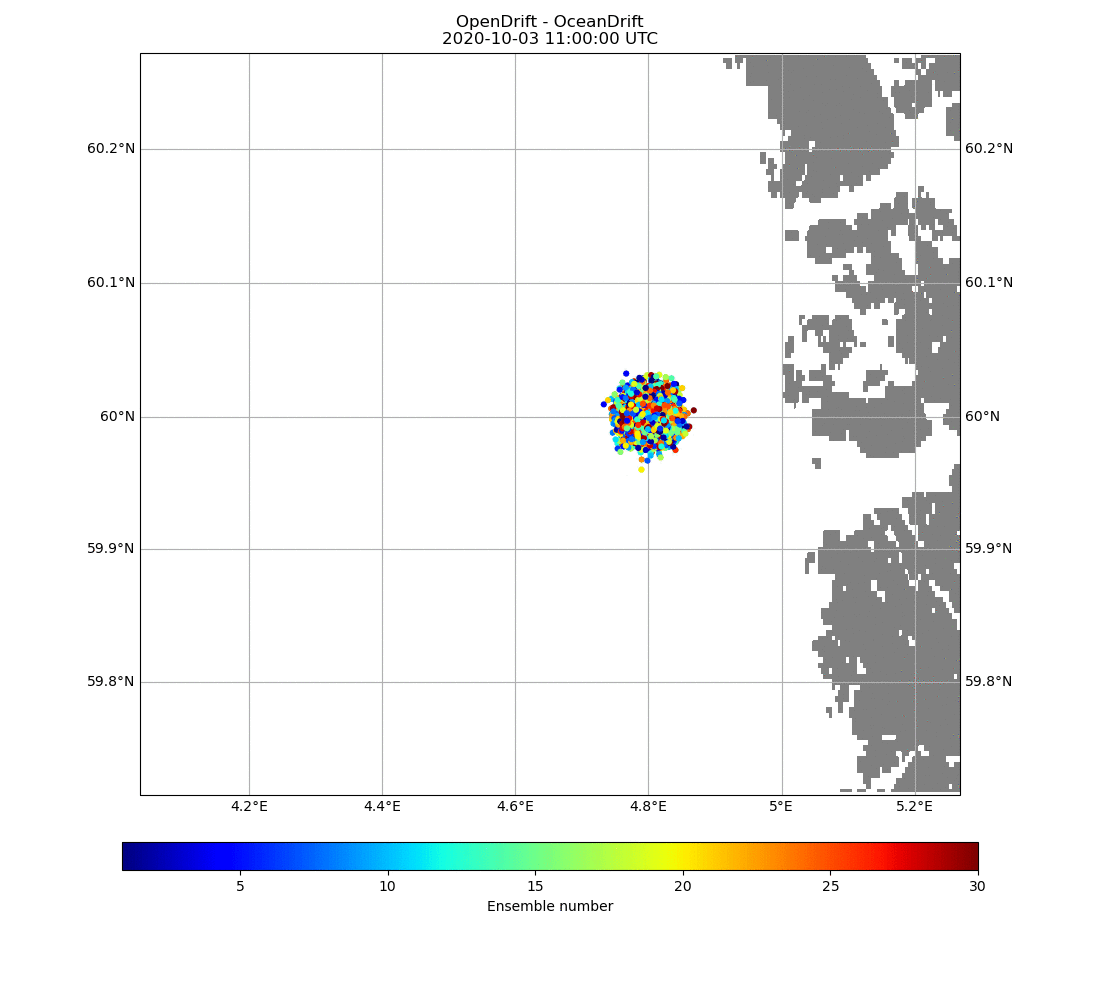 OpenDrift - OceanDrift
2020-10-03 11:00:00 UTC
60.2°N 60.2°N
60.1°N 60.1°N
60°N 60°N
59.9°N 59.9°N
59.8°N 59.8°N
4.2°E 4.4°E 4.6°E 4.8°E 5°E 5.2°E
5 10 15 20 25 30
Ensemble number